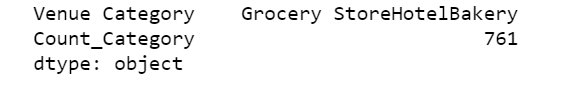 Venue Category    Grocery StoreHotelBakery
Count_Category                         761
dtype: object